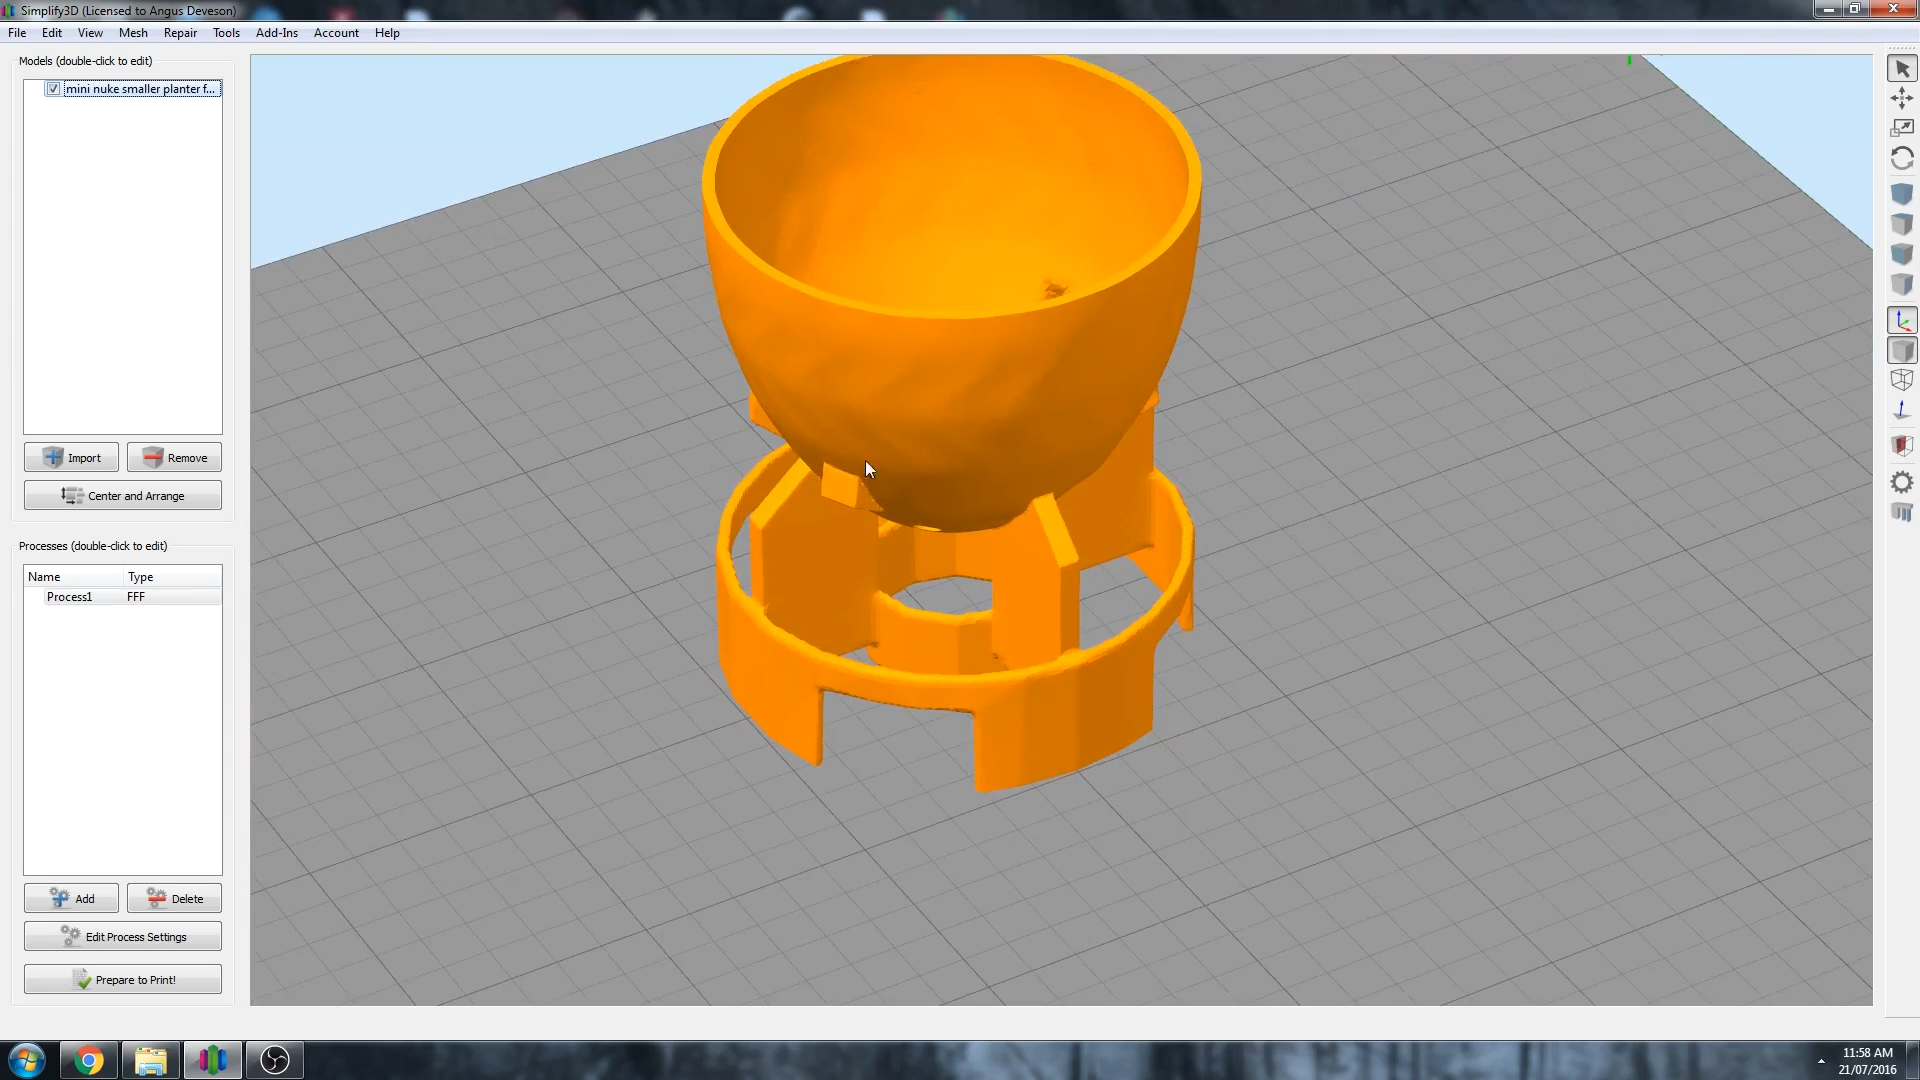 Simplify3D (Licensed to Angus Deveson)
File Edit View Mesh Repair Tools Add-Ins Account Help
Models (double-click to edit)
mini nuke smaller planter f...
Import Remove
Center and Arrange
Processes (double-click to edit)
Name Type
Process1 FFF
Add Delete
Edit Process Settings
Prepare to Print!
11:58 AM
21/07/2016